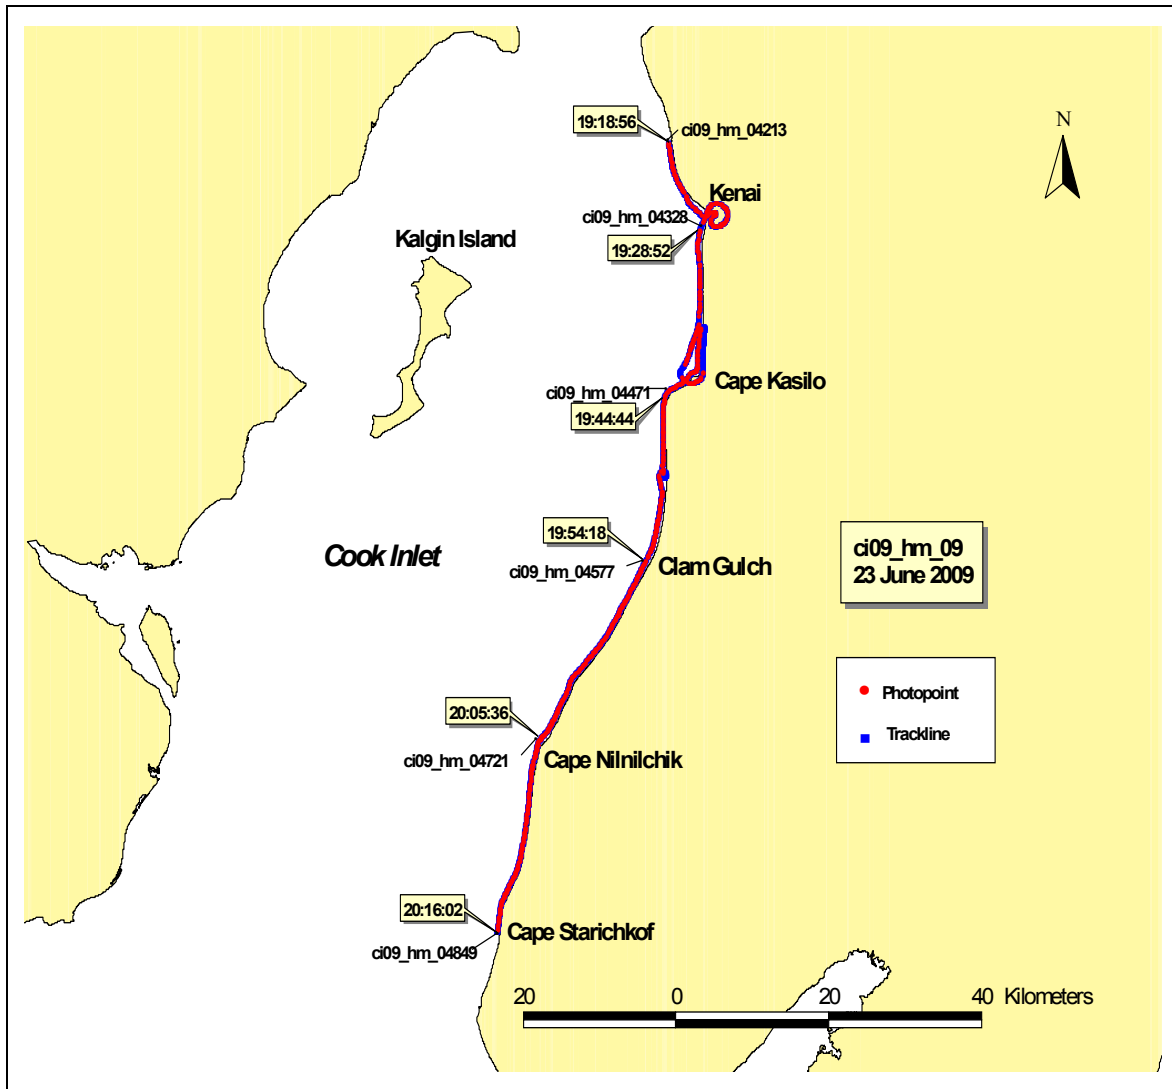 N
19:18:56
ci09_hm_04213
Kenai
ci09_hm_04328
19:28:52
Kalgin Island
Cape Kasilo
ci09_hm_04471
19:44:44
19:54:18
Cook Inlet
ci09_hm_04577
Clam Gulch
ci09_hm_09
23 June 2009
Photopoint
Trackline
20:05:36
ci09_hm_04721
Cape Nilnilchik
20:16:02
Cape Starichkof
ci09_hm_04849
20 0 20 40 Kilometers